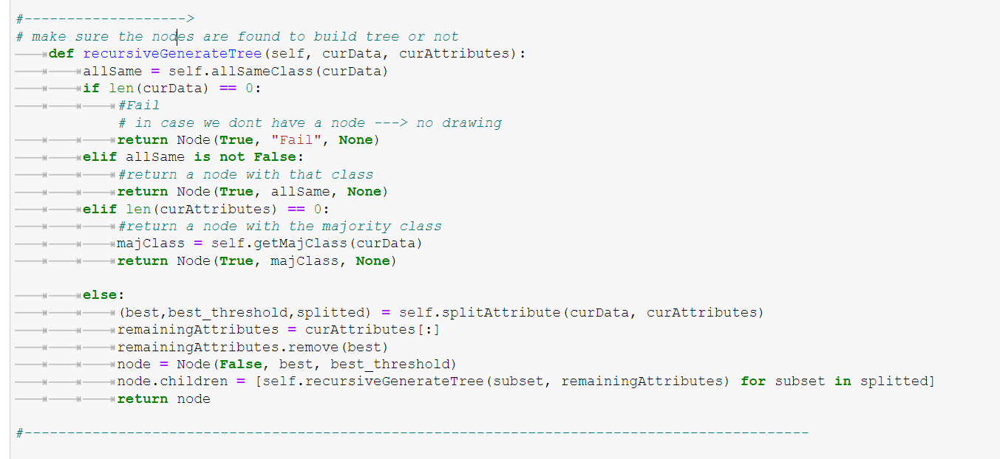 #------------------->
# make sure the nodes are found to build tree or not
def recursiveGenerateTree(self, curData, curAttributes):
allSame = self.allSameClass(curData)
if len(curData) == 0:
#Fail
# in case we dont have a node ---> no drawing
return Node(True, "Fail", None)
elif allSame is not False:
#return a node with that class
return Node(True, allSame, None)
elif len(curAttributes) == 0:
#return a node with the majority class
majClass = self.getMajClass(curData)
return Node(True, majClass, None)
else:
(best,best_threshold,splitted) = self.splitAttribute(curData, curAttributes)
remainingAttributes = curAttributes[:]
remainingAttributes.remove(best)
node = Node(False, best, best_threshold)
node.children = [self.recursiveGenerateTree(subset, remainingAttributes) for subset in splitted]
return node
#--------------------------------------------------------------------------------------------